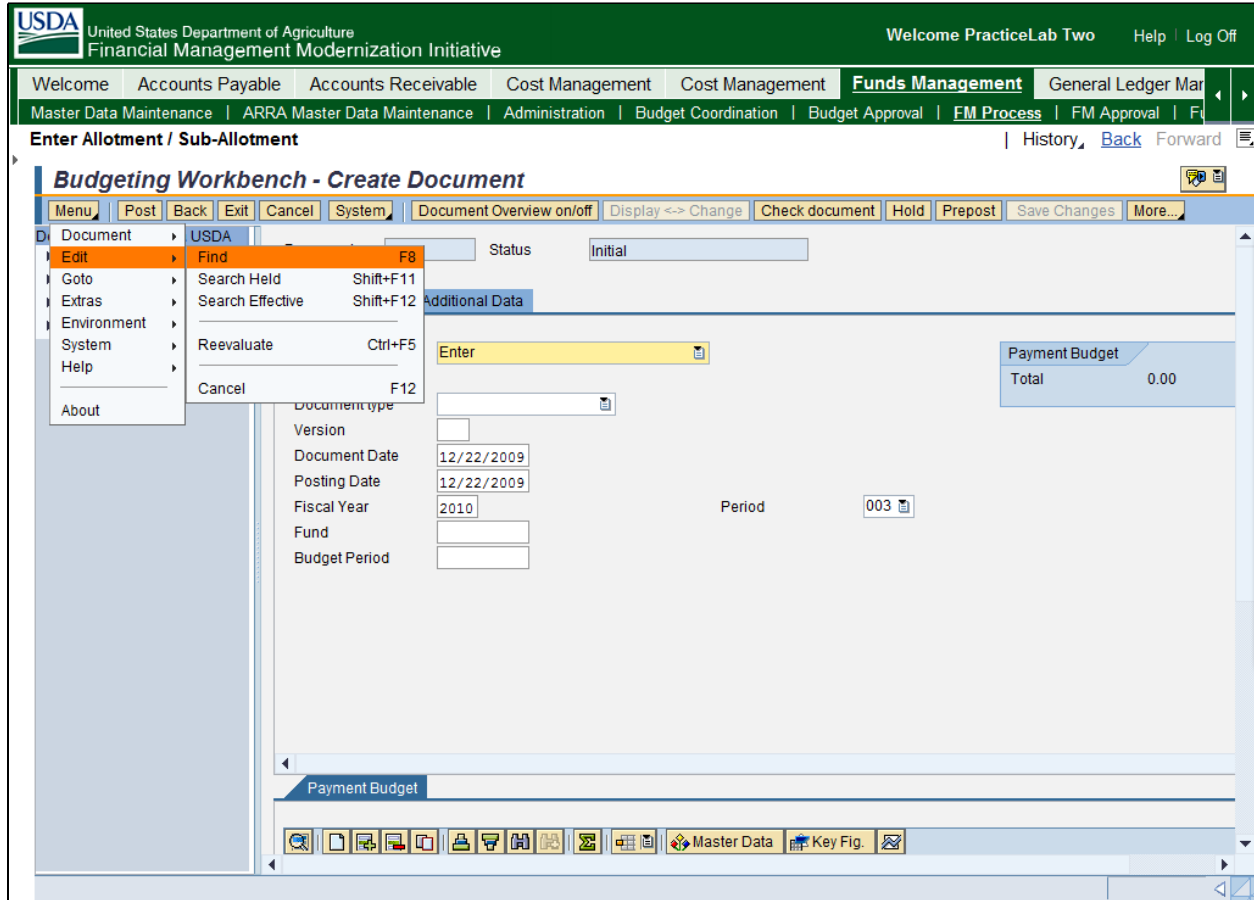 USDA United States Department of Agriculture
Financial Management Modernization Initiative
Welcome PracticeLab Two Help Log Off
Welcome Accounts Payable Accounts Receivable Cost Management Cost Management Funds Management General Ledger Mar
Master Data Maintenance | ARRA Master Data Maintenance | Administration | Budget Coordination | Budget Approval | FM Process | FM Approval |
Enter Allotment / Sub-Allotment | History Back Forward
Budgeting Workbench - Create Document
Menu Post Back Exit Cancel System Document Overview on/off Display <-> Change Check document Hold Prepost Save Changes More...
Document USDA Status Initial
Edit Find F8
Goto Search Held Shift+F11
Extras Search Effective Shift+F12 Additional Data
Environment
System Reevaluate Ctrl+F5 Enter Payment Budget
Help Total 0.00
Cancel F12
About Document type
Version
Document Date 12/22/2009
Posting Date 12/22/2009
Fiscal Year 2010 Period 003
Fund
Budget Period
Payment Budget
Master Data Key Fig.